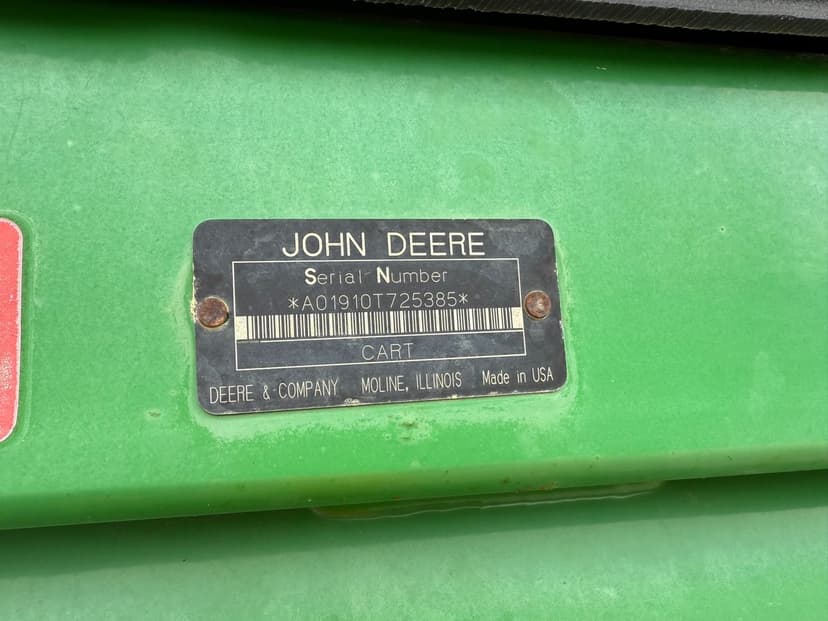 JOHN DEERE
Serial Number
*A01910T725385*
CART
DEERE & COMPANY MOLINE, ILLINOIS Made in USA